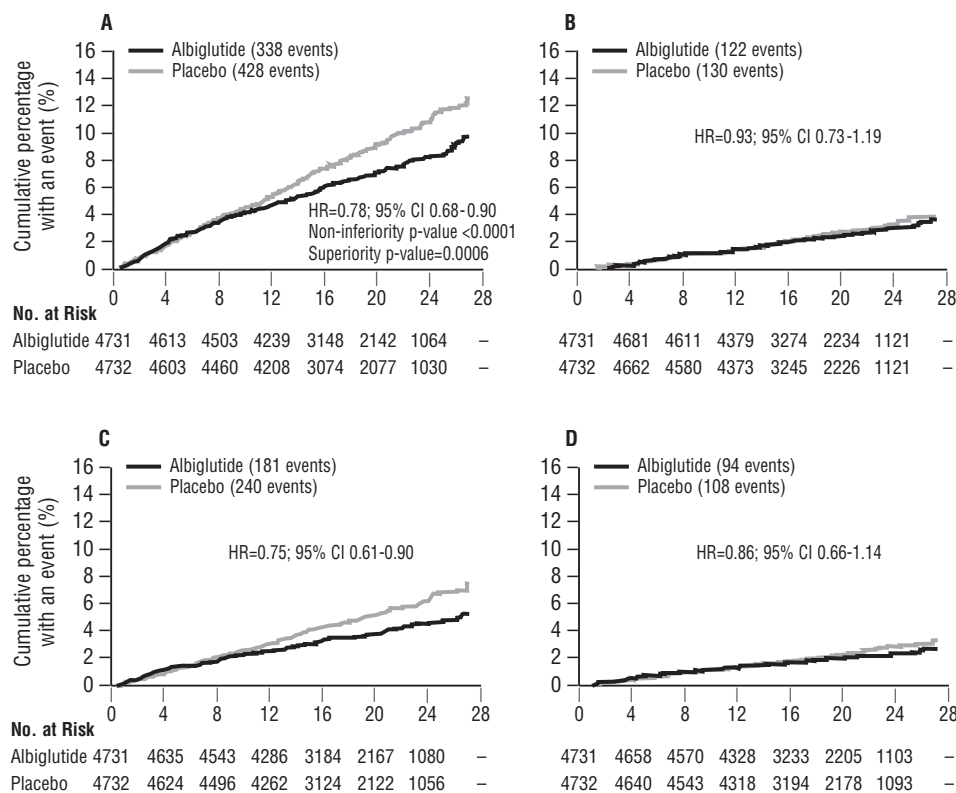 A
Cumulative percentage
with an event (%)
16
14
12
10
8
6
4
2
0
Albiglutide (338 events)
Placebo (428 events)
HR=0.78; 95% CI 0.68-0.90
Non-inferiority p-value <0.0001
Superiority p-value=0.0006
0 4 8 12 16 20 24 28
No. at Risk
Albiglutide 4731 4613 4503 4239 3148 2142 1064 –
Placebo 4732 4603 4460 4208 3074 2077 1030 –
B
16
14
12
10
8
6
4
2
0
Albiglutide (122 events)
Placebo (130 events)
HR=0.93; 95% CI 0.73-1.19
0 4 8 12 16 20 24 28
4731 4681 4611 4379 3274 2234 1121 –
4732 4662 4580 4373 3245 2226 1121 –
C
Cumulative percentage
with an event (%)
16
14
12
10
8
6
4
2
0
Albiglutide (181 events)
Placebo (240 events)
HR=0.75; 95% CI 0.61-0.90
0 4 8 12 16 20 24 28
No. at Risk
Albiglutide 4731 4635 4543 4286 3184 2167 1080 –
Placebo 4732 4624 4496 4262 3124 2122 1056 –
D
16
14
12
10
8
6
4
2
0
Albiglutide (94 events)
Placebo (108 events)
HR=0.86; 95% CI 0.66-1.14
0 4 8 12 16 20 24 28
4731 4658 4570 4328 3233 2205 1103 –
4732 4640 4543 4318 3194 2178 1093 –